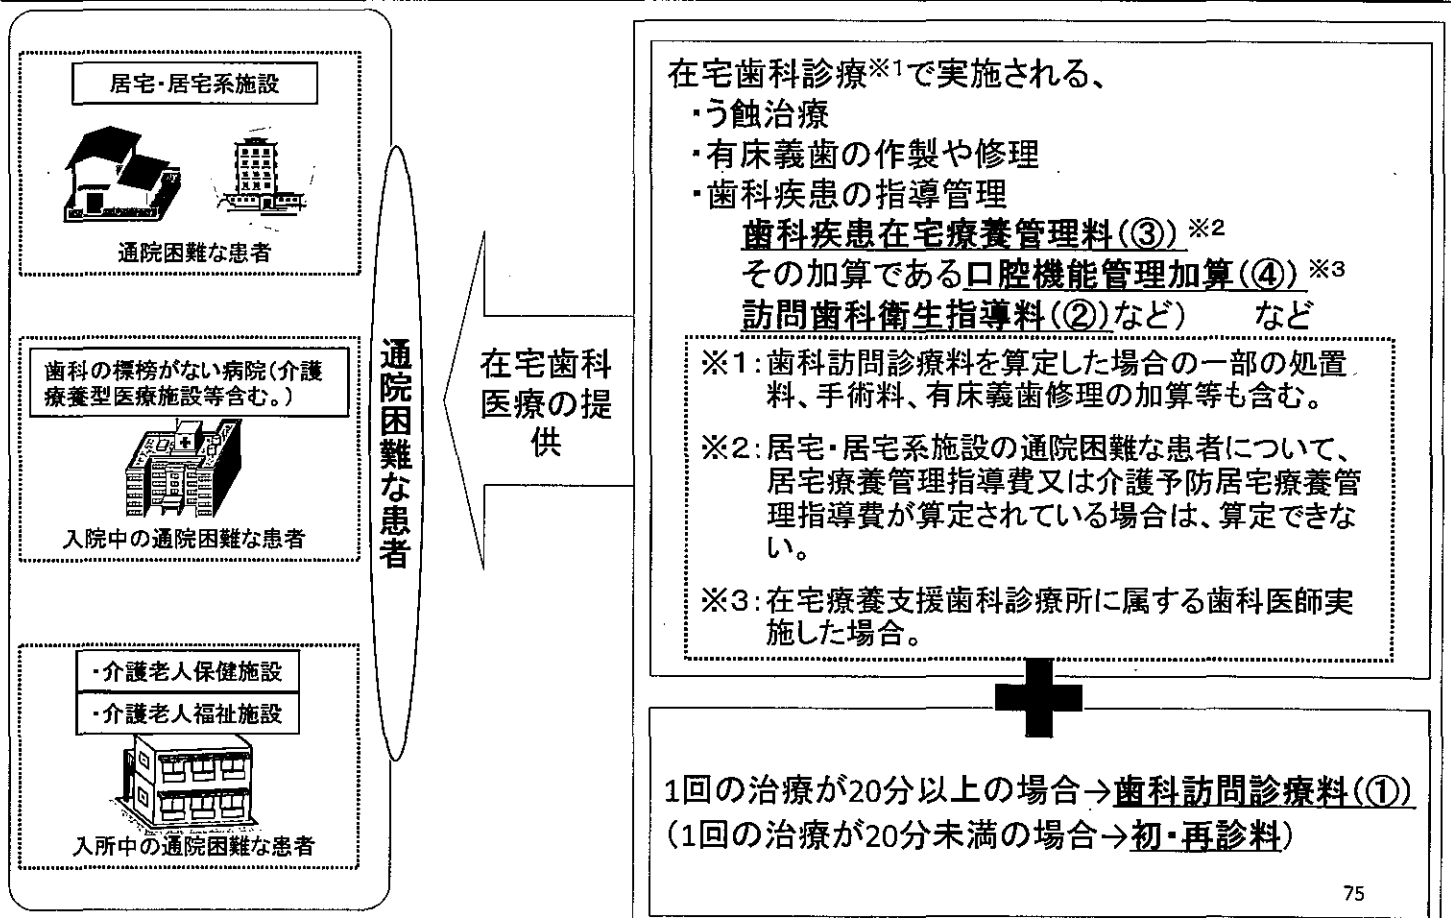 居宅・居宅系施設
通院困難な患者
歯科の標榜がない病院(介護
療養型医療施設等含む。)
入院中の通院困難な患者
・介護老人保健施設
・介護老人福祉施設
入所中の通院困難な患者
通院困難な患者
在宅歯科
医療の提
供
在宅歯科診療※1で実施される、
・う蝕治療
・有床義歯の作製や修理
・歯科疾患の指導管理
歯科疾患在宅療養管理料(③)※2
その加算である口腔機能管理加算(④)※3
訪問歯科衛生指導料(②)など) など
※1:歯科訪問診療料を算定した場合の一部の処置
料、手術料、有床義歯修理の加算等も含む。
※2:居宅・居宅系施設の通院困難な患者について、
居宅療養管理指導費又は介護予防居宅療養管
理指導費が算定されている場合は、算定できな
い。
※3:在宅療養支援歯科診療所に属する歯科医師実
施した場合。
1回の治療が20分以上の場合→歯科訪問診療料(①)
(1回の治療が20分未満の場合→初・再診料)
75